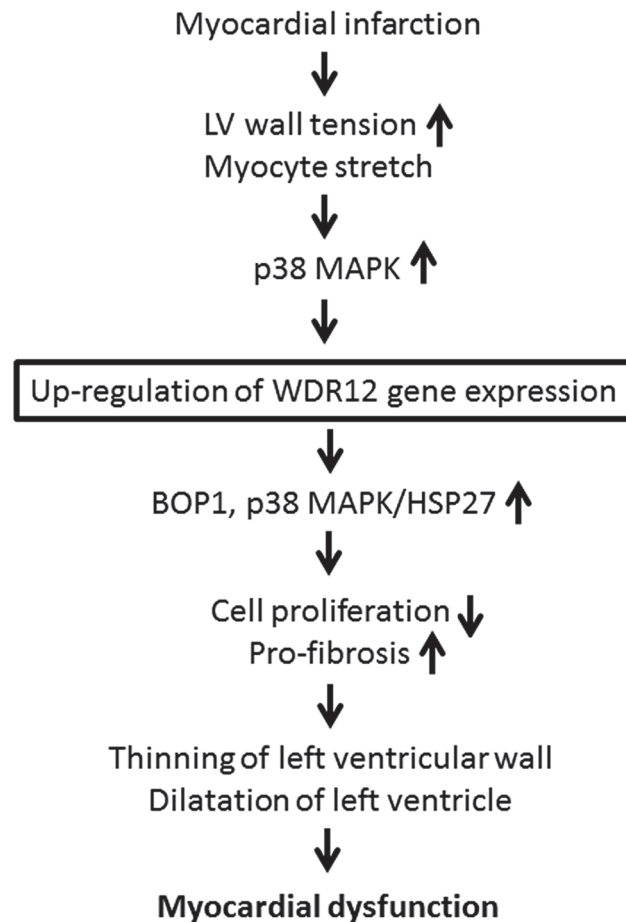 Myocardial infarction
LV wall tension
Myocyte stretch
p38 MAPK
Up-regulation of WDR12 gene expression
BOP1, p38 MAPK/HSP27
Cell proliferation
Pro-fibrosis
Thinning of left ventricular wall
Dilatation of left ventricle
Myocardial dysfunction